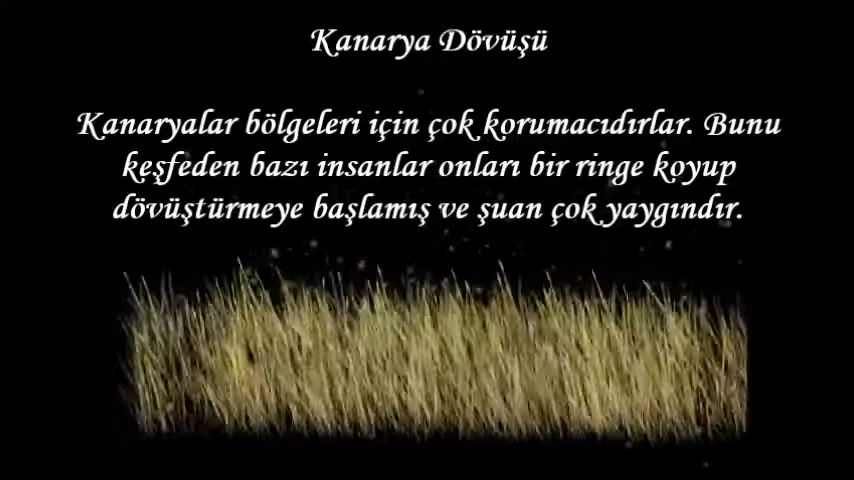 Kanarya Dövüşü
Kanaryalar bölgeleri için çok korumacıdırlar. Bunu
keşfeden bazı insanlar onları bir ringe koyup
dövüştürmeye başlamış ve şuan çok yaygındır.